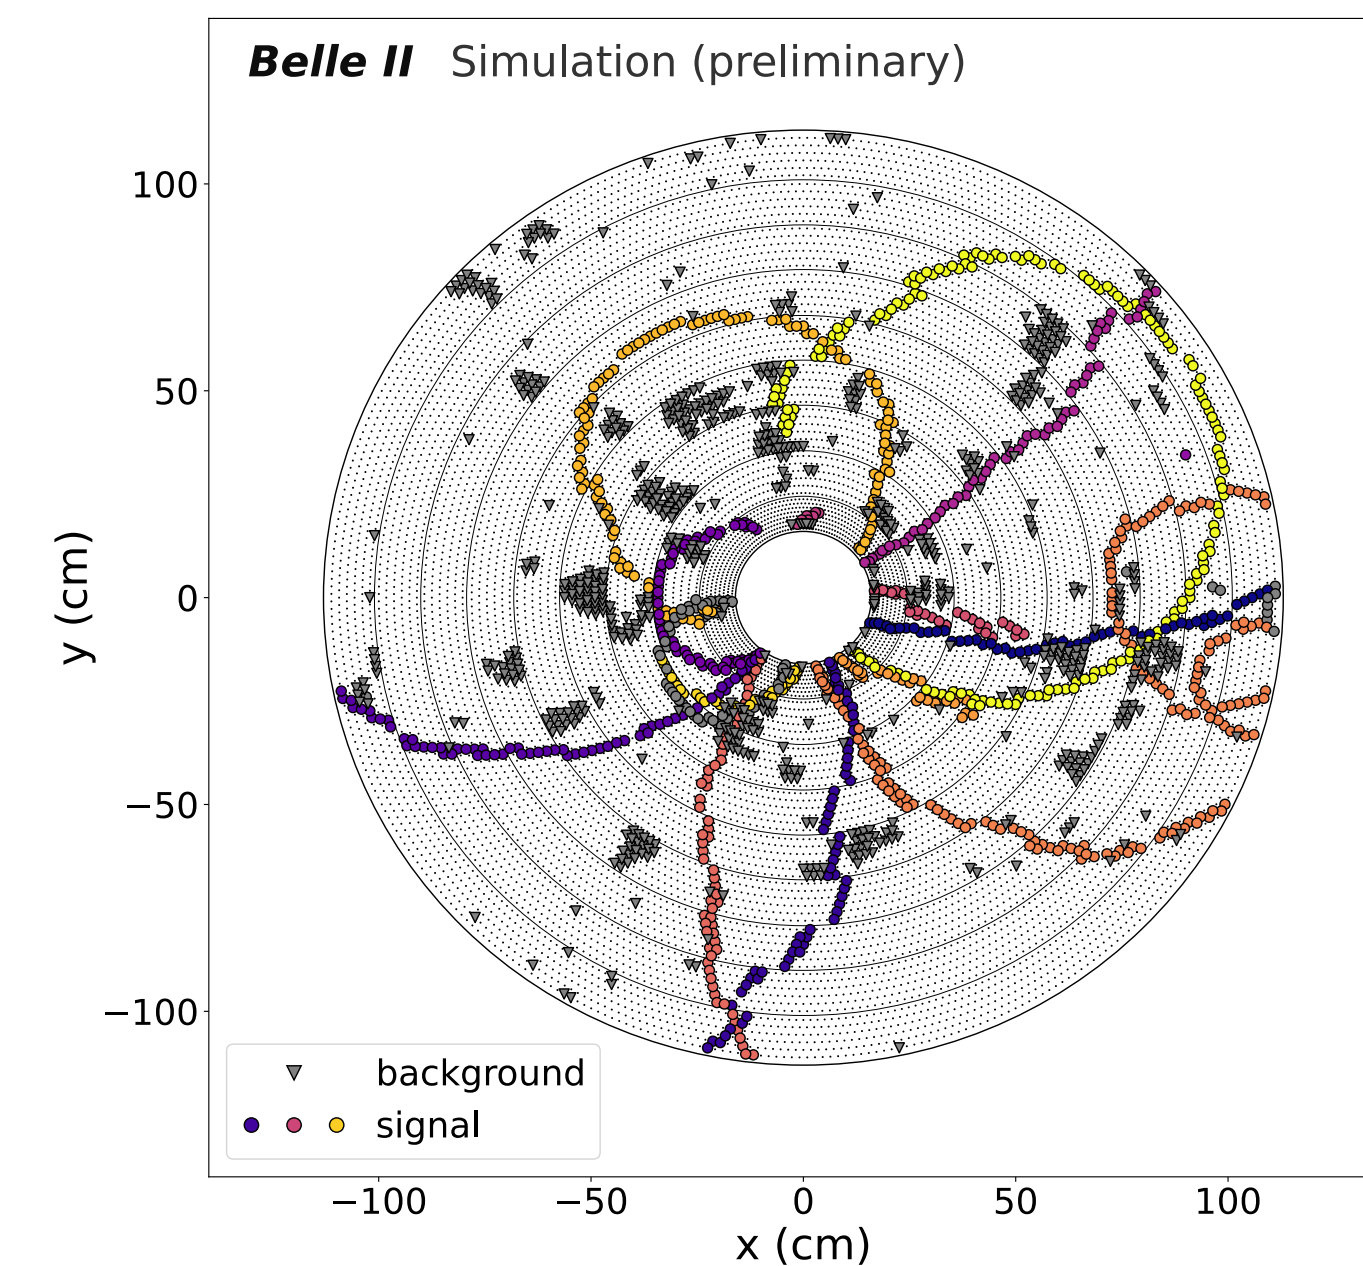 Belle II Simulation (preliminary)
100
50
0
−50
−100
y (cm)
background
signal
−100 −50 0 50 100
x (cm)